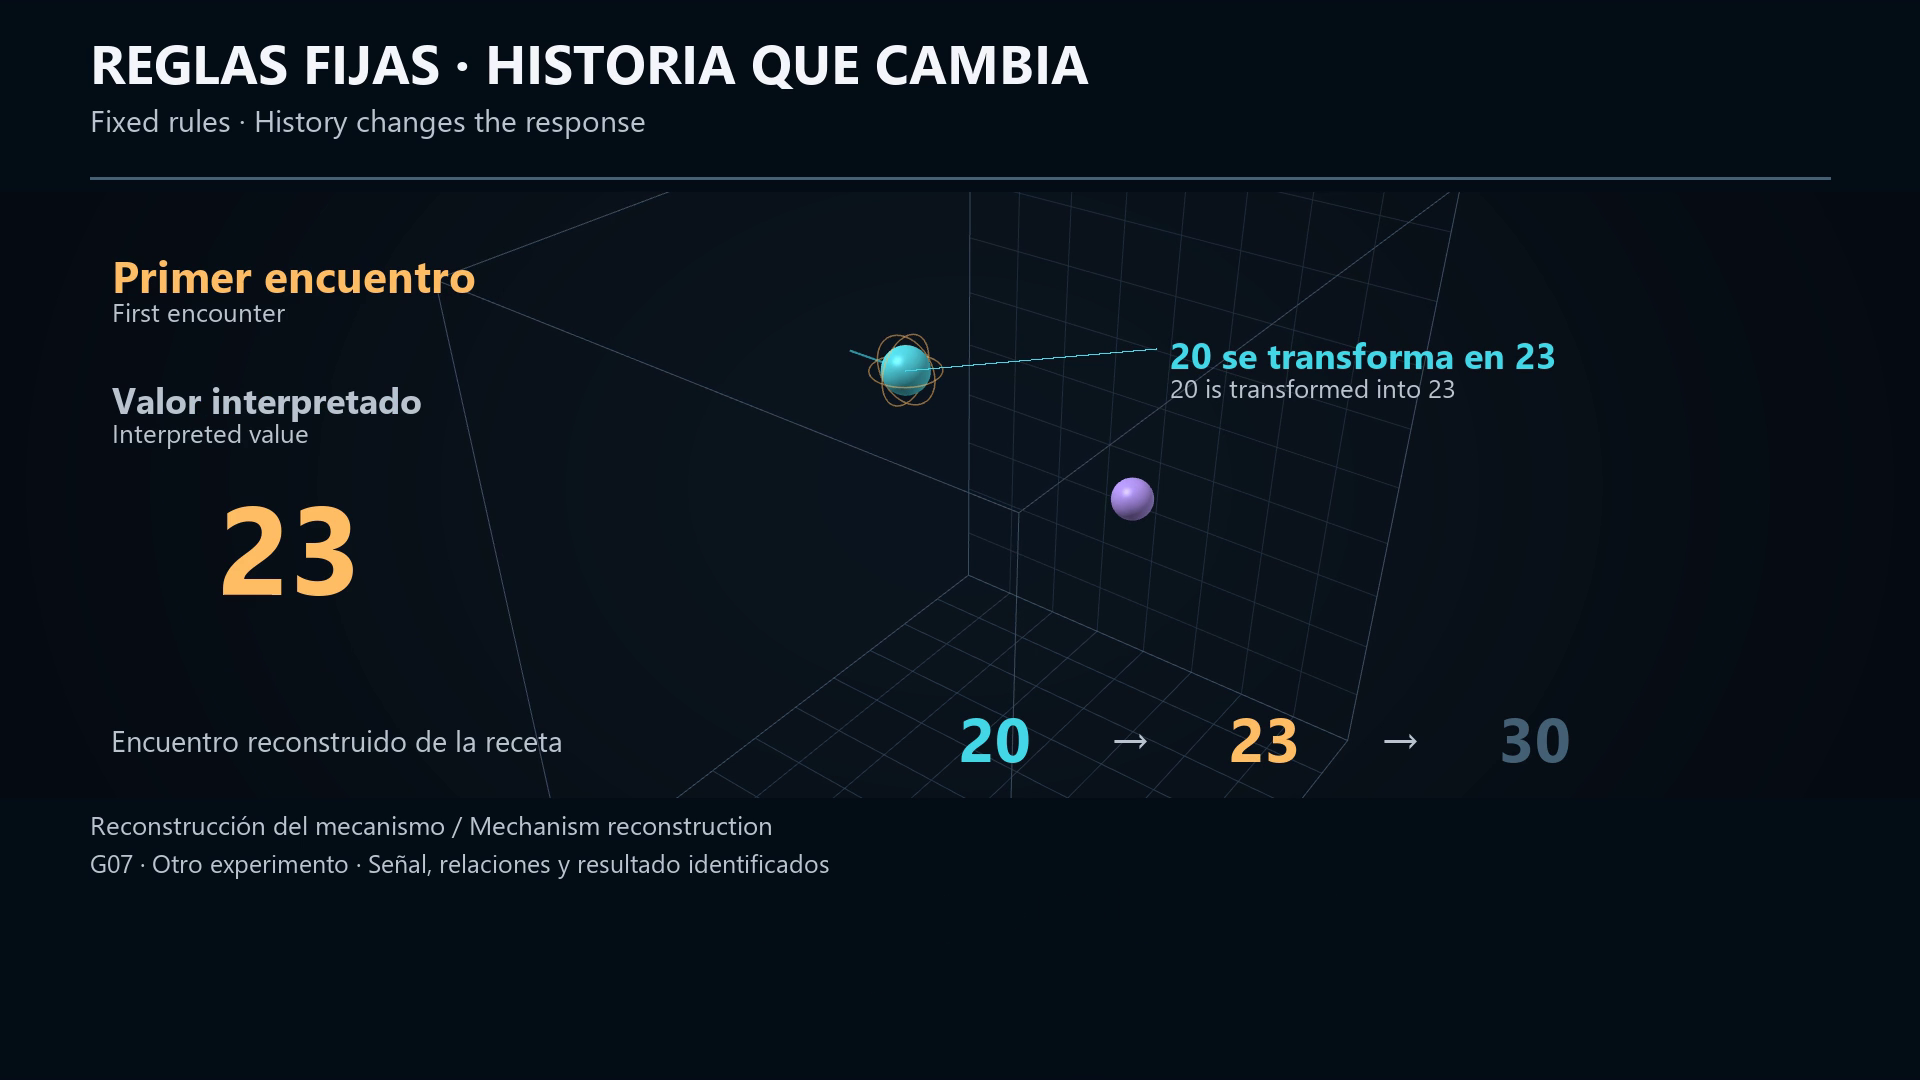 REGLAS FIJAS · HISTORIA QUE CAMBIA
Fixed rules · History changes the response
Primer encuentro
First encounter
20 se transforma en 23
20 is transformed into 23
Valor interpretado
Interpreted value
23
Encuentro reconstruido de la receta
20 → 23 → 30
Reconstrucción del mecanismo / Mechanism reconstruction
G07 · Otro experimento · Señal, relaciones y resultado identificados